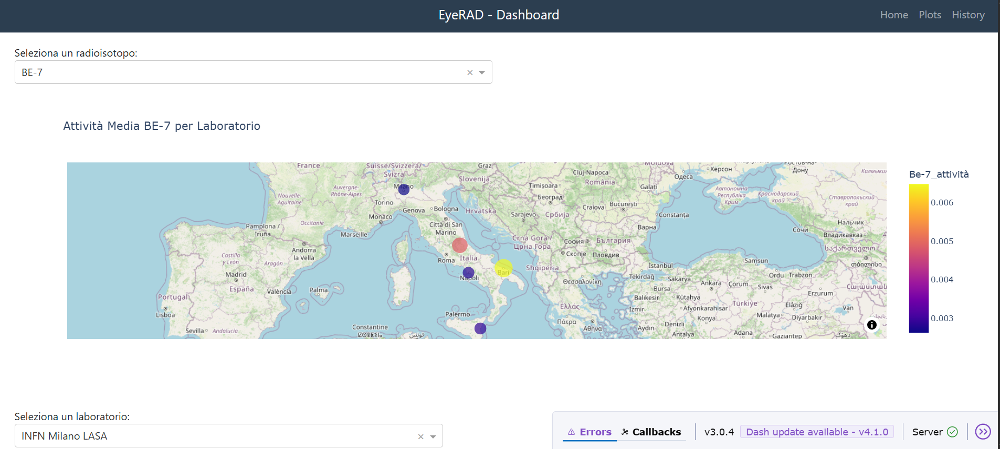 EyeRAD - Dashboard
Home Plots History
Seleziona un radioisotopo:
BE-7
Attività Media BE-7 per Laboratorio
Be-7_attività
0.006
0.005
0.004
0.003
France
Suisse/Svizzera/
Svizra
Graz
Slovenija
Cluj-Napoca
România
Moldova
Timișoara
Galați
Херсон
Одеса
Ростов-на-
Дону
Калмыкия
Milano
Auvergne-
Rhône-Alpes
Nouvelle-
Aquitaine
Torino
Genova
Bologna
Hrvatska
Београд
Craiova
București
Автономна
Республіка
Крим
Краснодарский
край
Ставропольский
край
Monaco
Occitanie
Città di San
Marino
Sarajevo
Србија
Constanța
Pamplona /
Iruña
Marseille
Варна
Сочи
Нальчик
Владикавказ
Andorra
la Vella
Crna Gora /
Црна Гора
София
България
საქართველო
Castilla
y León
Aragón
Roma
Italia
Скопје
Пловдив
Samsun
Madrid
España
València
Palma
Napoli
Bari
Shqipëria
İstanbul
Tekirdağ
Sakarya
Ordu
Trabzon
Θεσσαλονίκη
Bursa
Ankara
Çorum
Sivas
Erzurum
Portugal
Lisboa
Balıkesir
Kütahya
Türkiye
Elâzığ
Van
Ελλάς
İzmir
Afyonkarahisar
Malatya
Diyarbakır
Palermo
Πάτρα
Αθήνα
Aydın
Denizli
Konya
Sevilla
Andalucía
Constantine
تونس
Antalya
Adana
Gaziantep
دهۆک
Seleziona un laboratorio:
INFN Milano LASA
Errors Callbacks v3.0.4 Dash update available - v4.1.0 Server